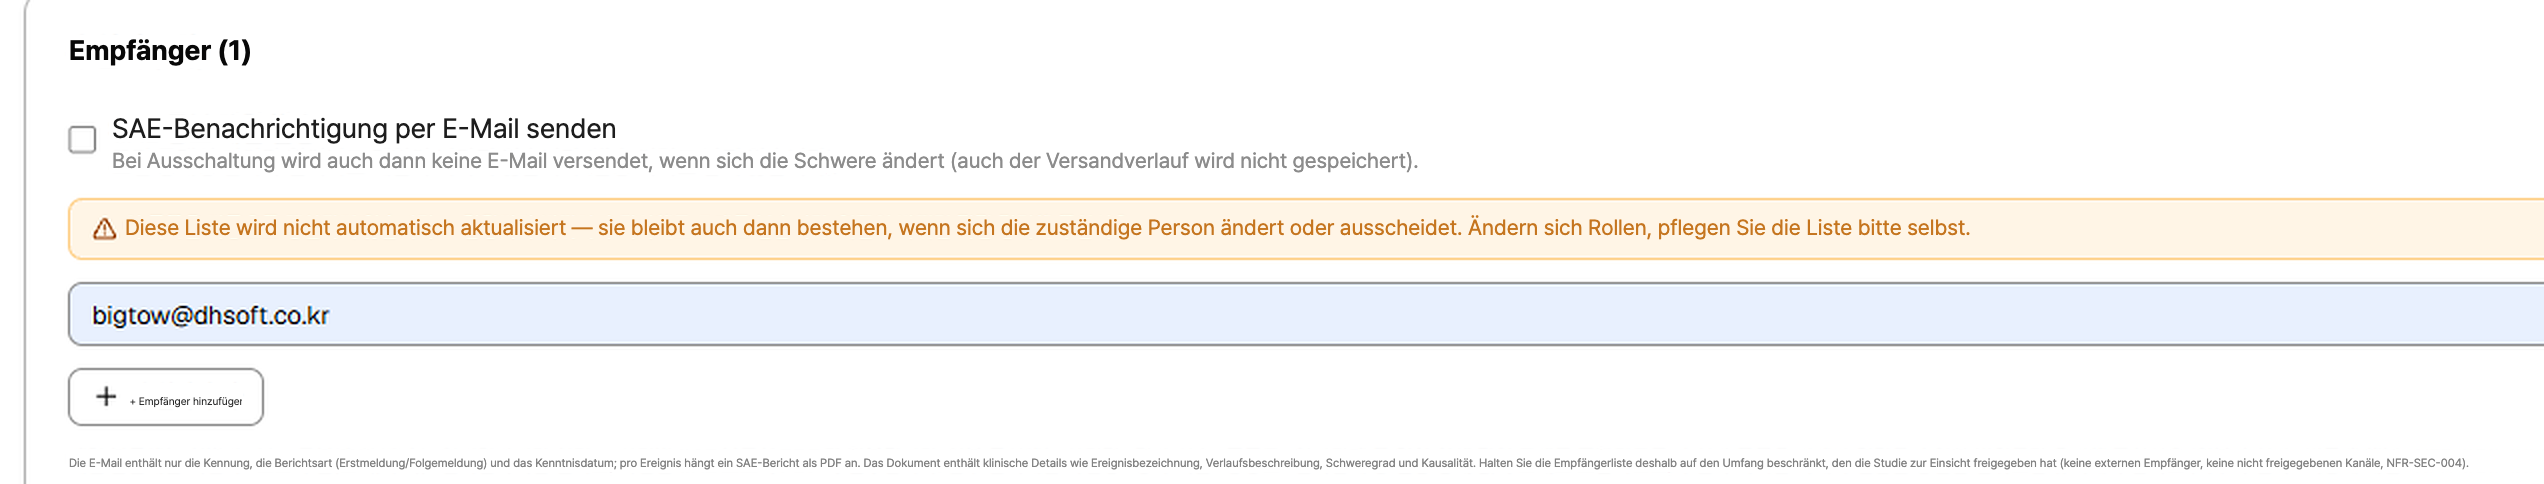 Empfänger (1)
SAE-Benachrichtigung per E-Mail senden
Bei Ausschaltung wird auch dann keine E-Mail versendet, wenn sich die Schwere ändert (auch der Versandverlauf wird nicht gespeichert).
Diese Liste wird nicht automatisch aktualisiert — sie bleibt auch dann bestehen, wenn sich die zuständige Person ändert oder ausscheidet. Ändern sich Rollen, pflegen Sie die Liste bitte selbst.
bigtow@dhsoft.co.kr
+ + Empfänger hinzufügen
Die E-Mail enthält nur die Kennung, die Berichtsart (Erstmeldung/Folgemeldung) und das Kenntnisdatum; pro Ereignis hängt ein SAE-Bericht als PDF an. Das Dokument enthält klinische Details wie Ereignisbezeichnung, Verlaufsbeschreibung, Schweregrad und Kausalität. Halten Sie die Empfängerliste deshalb auf den Umfang beschränkt, den die Studie zur Einsicht freigegeben hat (keine externen Empfänger, keine nicht freigegebenen Kanäle, NFR-SEC-004).